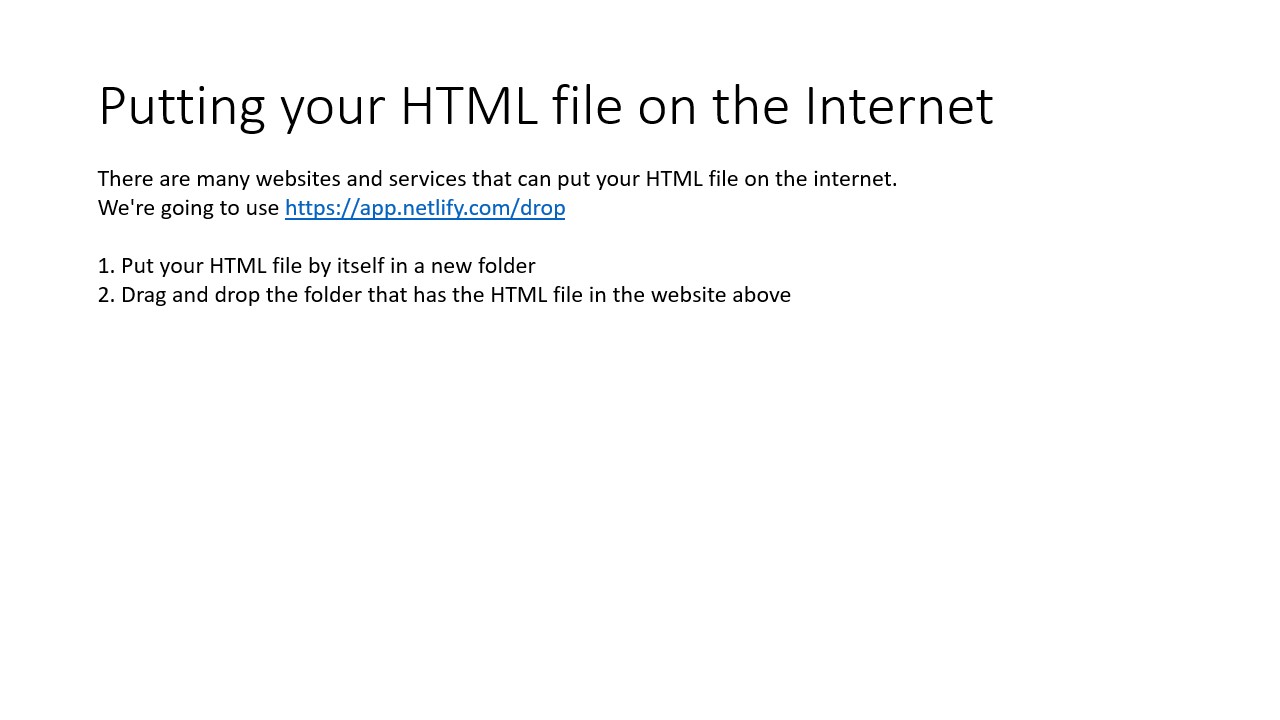 Putting your HTML file on the Internet
There are many websites and services that can put your HTML file on the internet.
We're going to use https://app.netlify.com/drop
1. Put your HTML file by itself in a new folder
2. Drag and drop the folder that has the HTML file in the website above